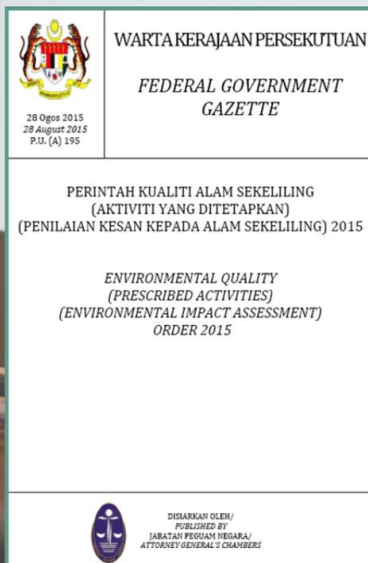 WARTA KERAJAAN PERSEKUTUAN
FEDERAL GOVERNMENT
GAZETTE
28 Ogos 2015
28 August 2015
P.U. (A) 195
PERINTAH KUALITI ALAM SEKELILING
(AKTIVITI YANG DITETAPKAN)
(PENILAIAN KESAN KEPADA ALAM SEKELILING) 2015
ENVIRONMENTAL QUALITY
(PRESCRIBED ACTIVITIES)
(ENVIRONMENTAL IMPACT ASSESSMENT)
ORDER 2015
DISIARKAN OLEH/
PUBLISHED BY
JABATAN PEGUAM NEGARA/
ATTORNEY GENERAL'S CHAMBERS